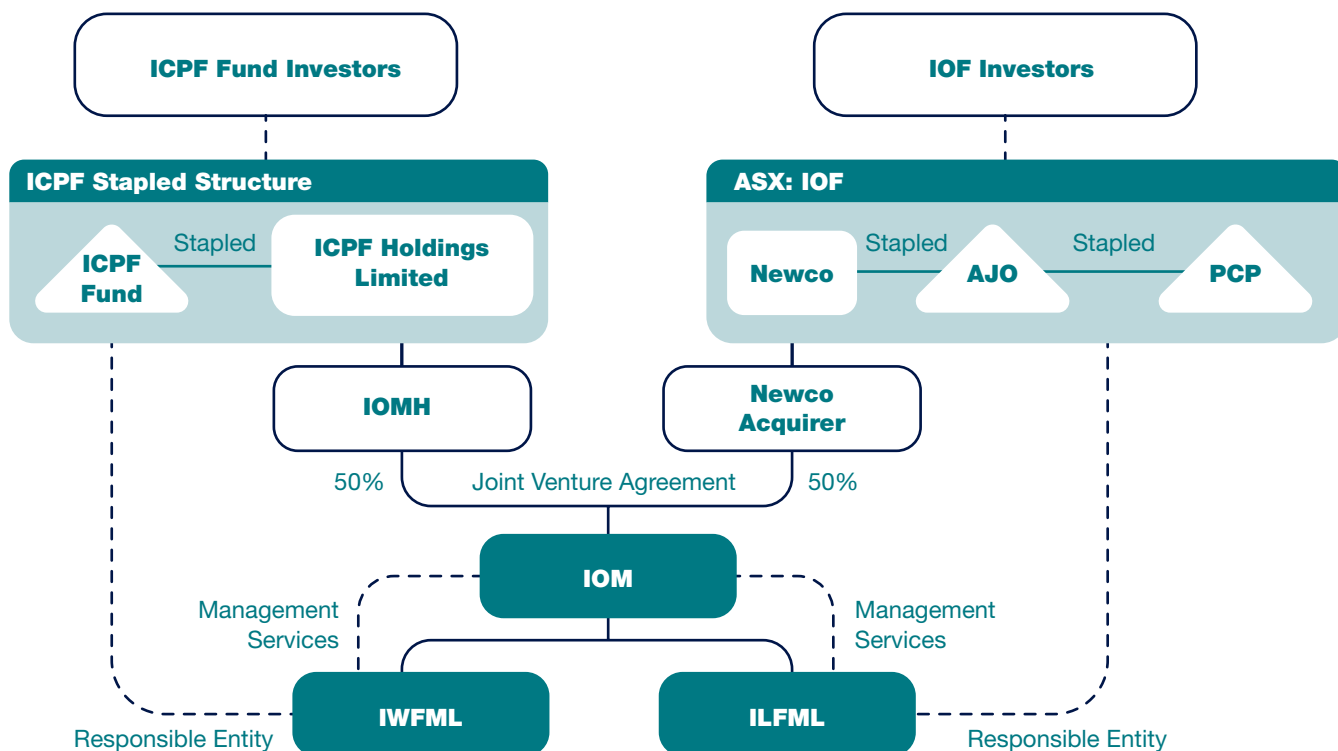 ICPF Fund Investors
IOF Investors
ICPF Stapled Structure
ASX: IOF
ICPF
Fund
Stapled
ICPF Holdings
Limited
Newco
Stapled
AJO
Stapled
PCP
IOMH
Newco
Acquirer
50%
Joint Venture Agreement
50%
IOM
Management
Services
Management
Services
IWFML
ILFML
Responsible Entity
Responsible Entity